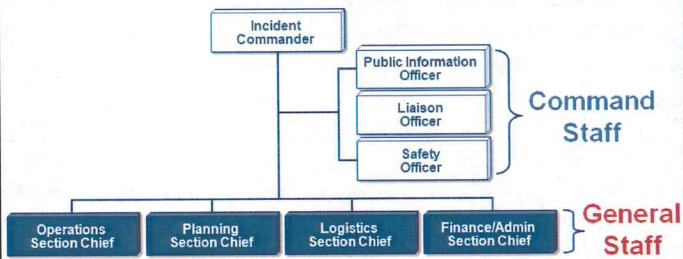 Incident
Commander
Public Information
Officer
Liaison
Officer
Safety
Officer
Command
Staff
Operations
Section Chief
Planning
Section Chief
Logistics
Section Chief
Finance/Admin
Section Chief
General
Staff